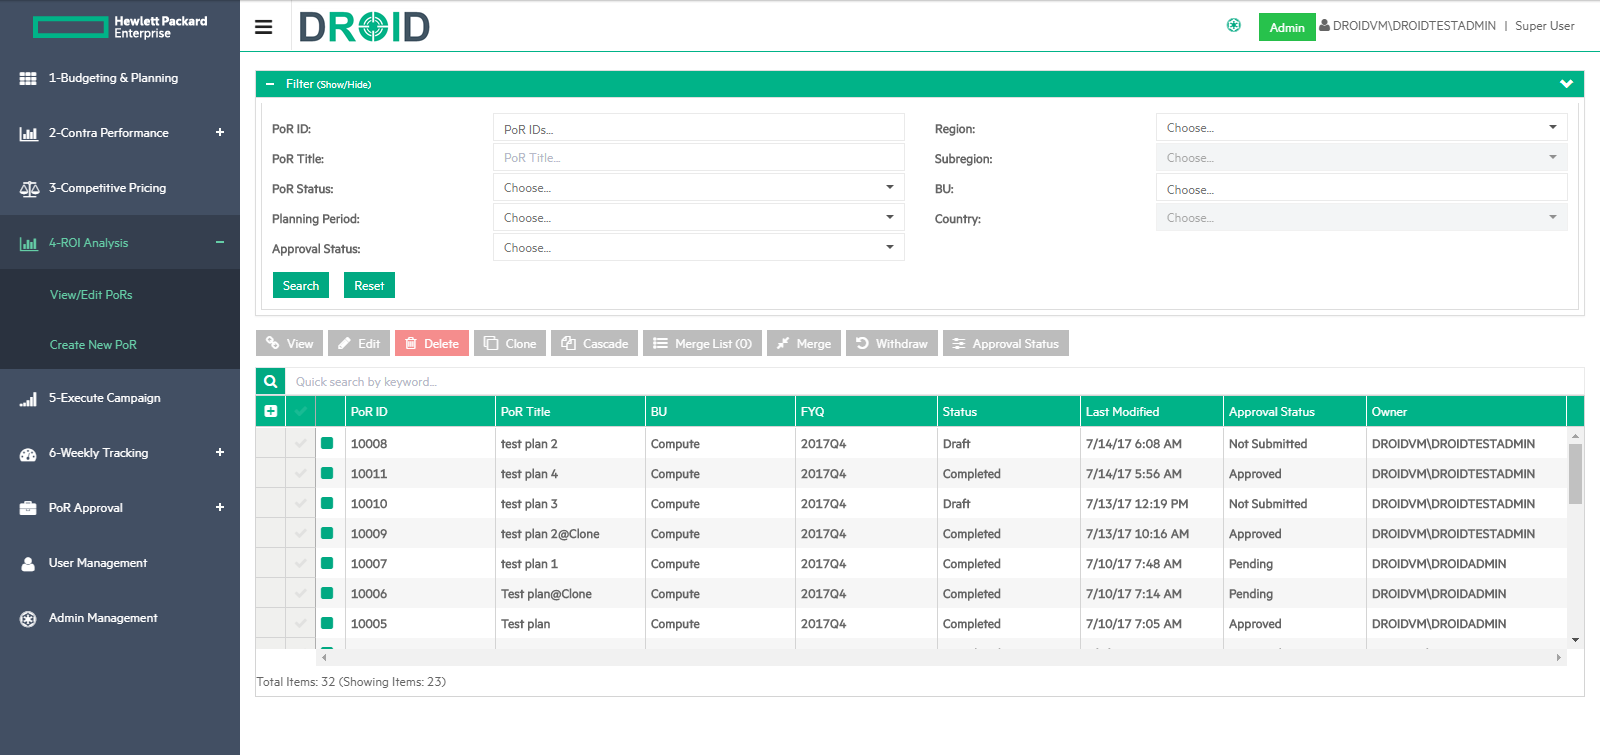 Hewlett Packard
Enterprise
1-Budgeting & Planning
2-Contra Performance +
3-Competitive Pricing
4-ROI Analysis −
View/Edit PoRs
Create New PoR
5-Execute Campaign
6-Weekly Tracking +
PoR Approval +
User Management
Admin Management
DROID
Admin DROIDVM\DROIDTESTADMIN | Super User
− Filter (Show/Hide)
PoR ID: PoR IDs... Region: Choose...
PoR Title: PoR Title... Subregion: Choose...
PoR Status: Choose... BU: Choose...
Planning Period: Choose... Country: Choose...
Approval Status: Choose...
Search Reset
View Edit Delete Clone Cascade Merge List (0) Merge Withdraw Approval Status
Quick search by keyword...
PoR ID PoR Title BU FYQ Status Last Modified Approval Status Owner
10008 test plan 2 Compute 2017Q4 Draft 7/14/17 6:08 AM Not Submitted DROIDVM\DROIDTESTADMIN
10011 test plan 4 Compute 2017Q4 Completed 7/14/17 5:56 AM Approved DROIDVM\DROIDTESTADMIN
10010 test plan 3 Compute 2017Q4 Draft 7/13/17 12:19 PM Not Submitted DROIDVM\DROIDTESTADMIN
10009 test plan 2@Clone Compute 2017Q4 Completed 7/13/17 10:16 AM Approved DROIDVM\DROIDTESTADMIN
10007 test plan 1 Compute 2017Q4 Completed 7/10/17 7:48 AM Pending DROIDVM\DROIDADMIN
10006 Test plan@Clone Compute 2017Q4 Completed 7/10/17 7:14 AM Pending DROIDVM\DROIDADMIN
10005 Test plan Compute 2017Q4 Completed 7/10/17 7:05 AM Approved DROIDVM\DROIDADMIN
Total Items: 32 (Showing Items: 23)